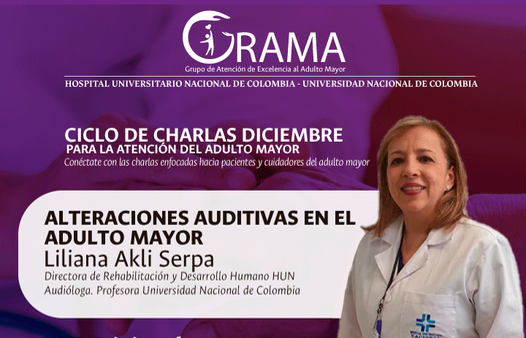 GRAMA
Grupo de Atención de Excelencia al Adulto Mayor
HOSPITAL UNIVERSITARIO NACIONAL DE COLOMBIA - UNIVERSIDAD NACIONAL DE COLOMBIA
CICLO DE CHARLAS DICIEMBRE
PARA LA ATENCIÓN DEL ADULTO MAYOR
Conéctate con las charlas enfocadas hacia pacientes y cuidadores del adulto mayor
ALTERACIONES AUDITIVAS EN EL
ADULTO MAYOR
Liliana Akli Serpa
Directora de Rehabilitación y Desarrollo Humano HUN
Audióloga. Profesora Universidad Nacional de Colombia